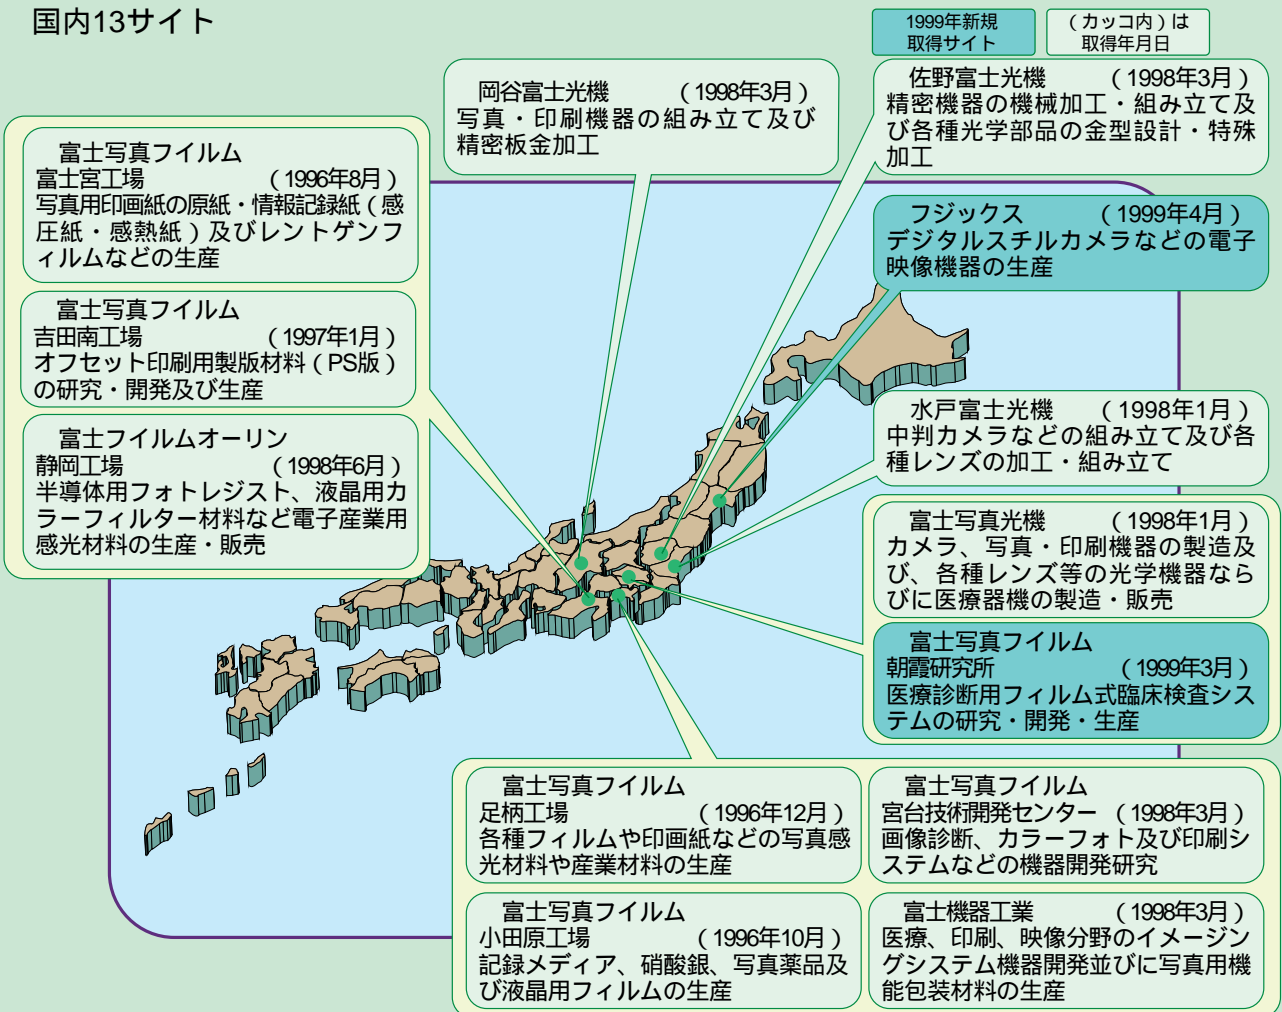 国内13サイト
1999年新規
取得サイト
（カッコ内）は
取得年月日
岡谷富士光機 （1998年3月）
写真・印刷機器の組み立て及び
精密板金加工
佐野富士光機 （1998年3月）
精密機器の機械加工・組み立て及
び各種光学部品の金型設計・特殊
加工
富士写真フイルム
富士宮工場 （1996年8月）
写真用印画紙の原紙・情報記録紙（感
圧紙・感熱紙）及びレントゲンフ
ィルムなどの生産
フジックス （1999年4月）
デジタルスチルカメラなどの電子
映像機器の生産
富士写真フイルム
吉田南工場 （1997年1月）
オフセット印刷用製版材料（PS版）
の研究・開発及び生産
水戸富士光機 （1998年1月）
中判カメラなどの組み立て及び各
種レンズの加工・組み立て
富士フイルムオーリン
静岡工場 （1998年6月）
半導体用フォトレジスト、液晶用カ
ラーフィルター材料など電子産業用
感光材料の生産・販売
富士写真光機 （1998年1月）
カメラ、写真・印刷機器の製造及
び、各種レンズ等の光学機器なら
びに医療器機の製造・販売
富士写真フイルム
朝霞研究所 （1999年3月）
医療診断用フィルム式臨床検査シス
テムの研究・開発・生産
富士写真フイルム
足柄工場 （1996年12月）
各種フィルムや印画紙などの写真感
光材料や産業材料の生産
富士写真フイルム
宮台技術開発センター （1998年3月）
画像診断、カラーフォト及び印刷シ
ステムなどの機器開発研究
富士写真フイルム
小田原工場 （1996年10月）
記録メディア、硝酸銀、写真薬品及
び液晶用フィルムの生産
富士機器工業 （1998年3月）
医療、印刷、映像分野のイメージン
グシステム機器開発並びに写真用機
能包装材料の生産